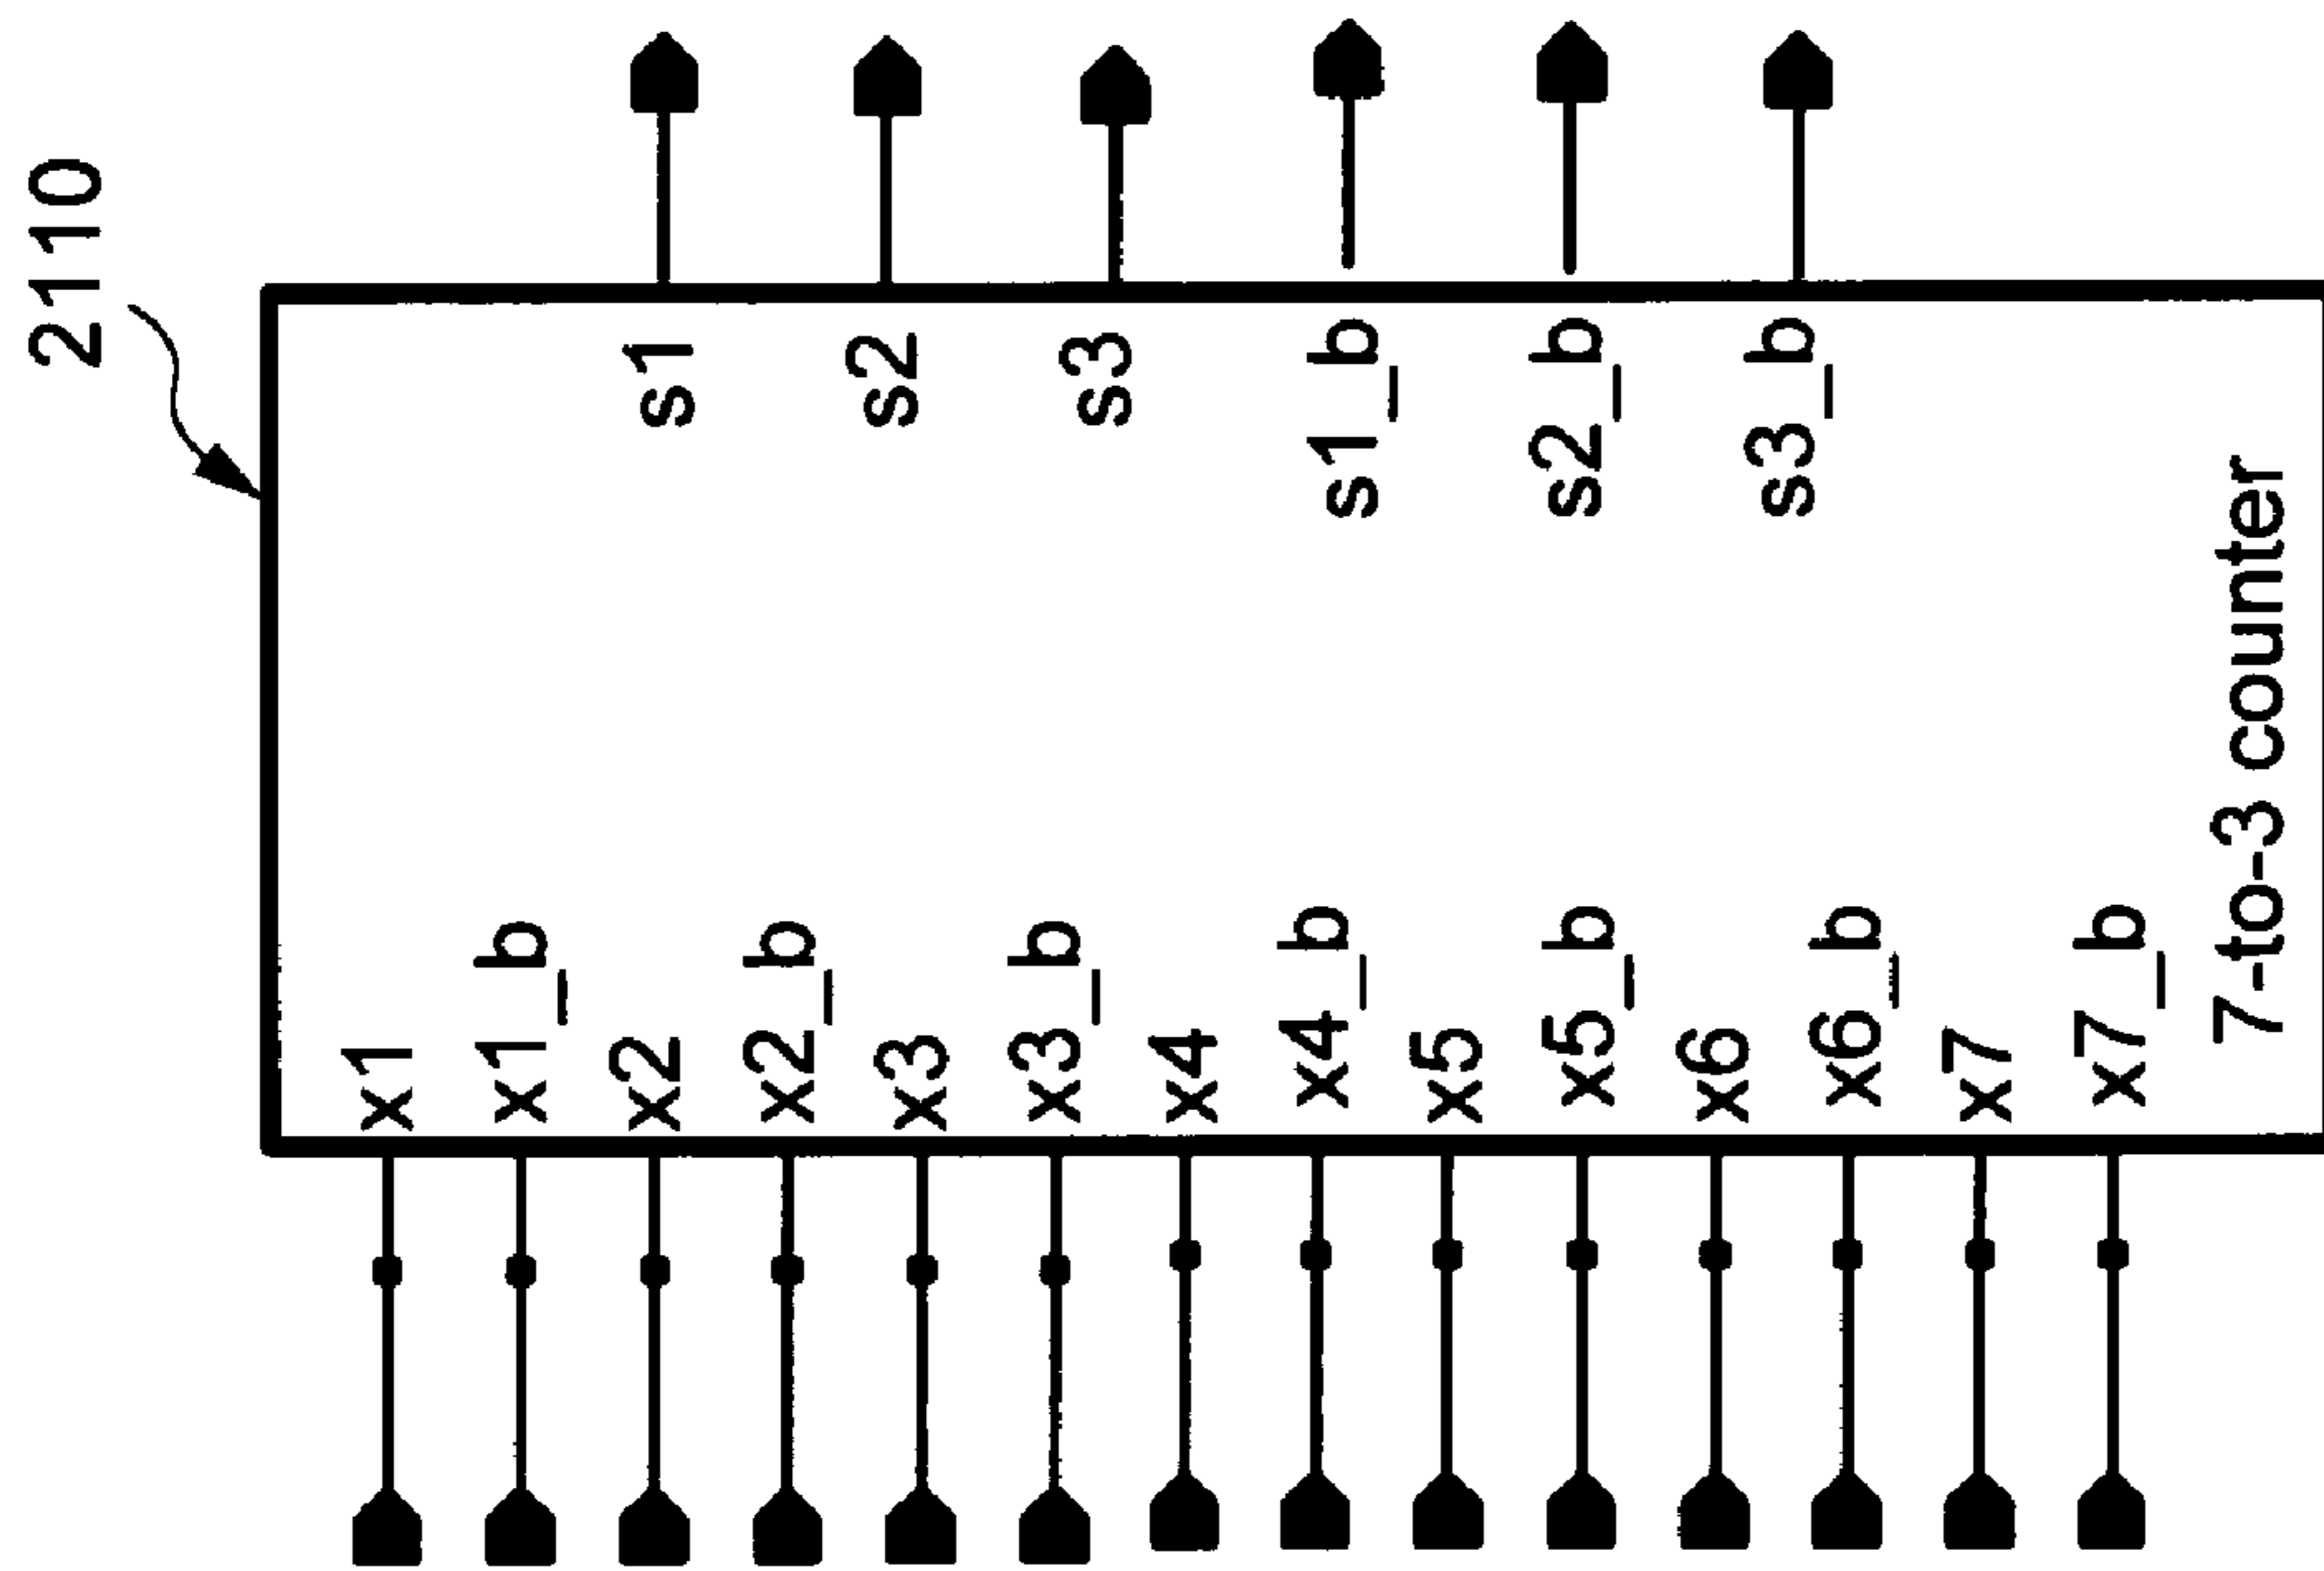 2110
x1
x1_b
x2
x2_b
x3
x3_b
x4
x4_b
x5
x5_b
x6
x6_b
x7
x7_b
s1
s2
s3
s1_b
s2_b
s3_b
7-to-3 counter